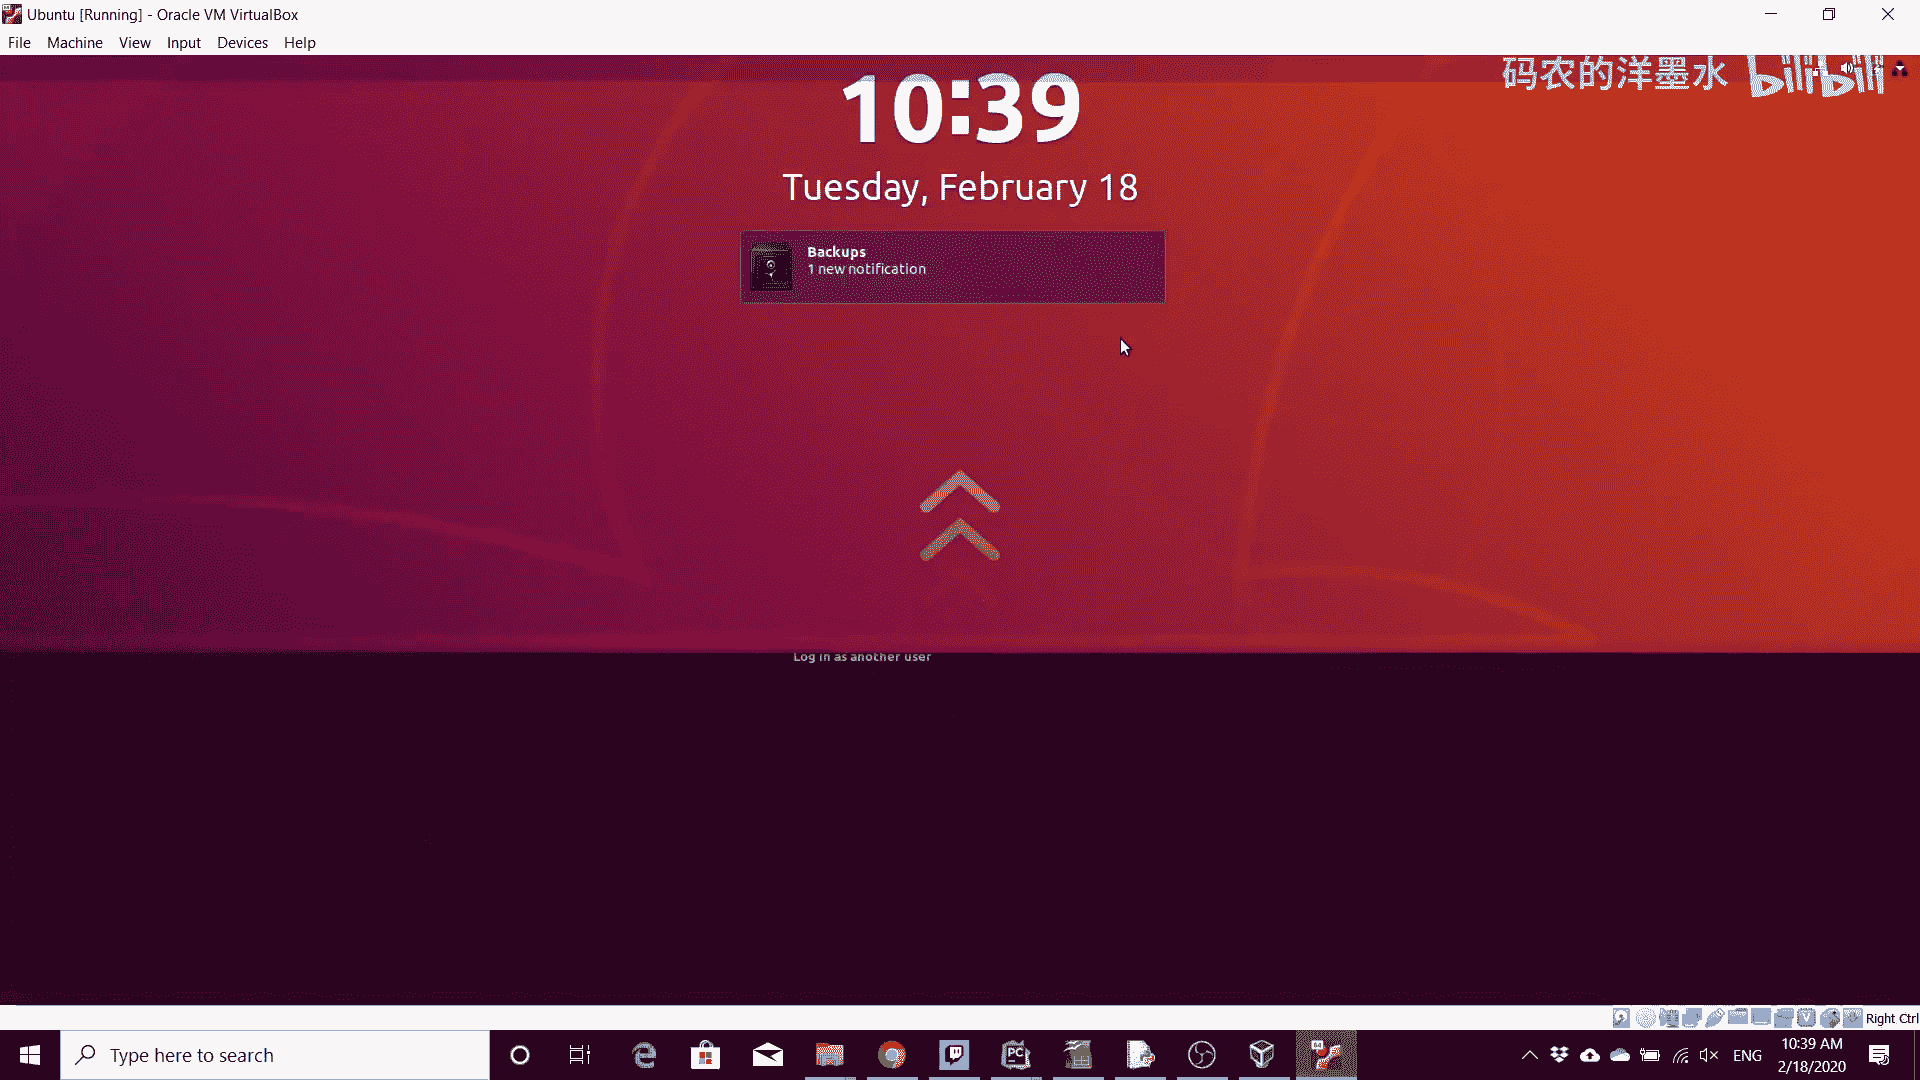 Ubuntu [Running] - Oracle VM VirtualBox
File Machine View Input Devices Help
码农的洋墨水 bilibili
10:39
Tuesday, February 18
Backups
1 new notification
Log in as another user
Right Ctrl
Type here to search
PC
ENG
10:39 AM
2/18/2020